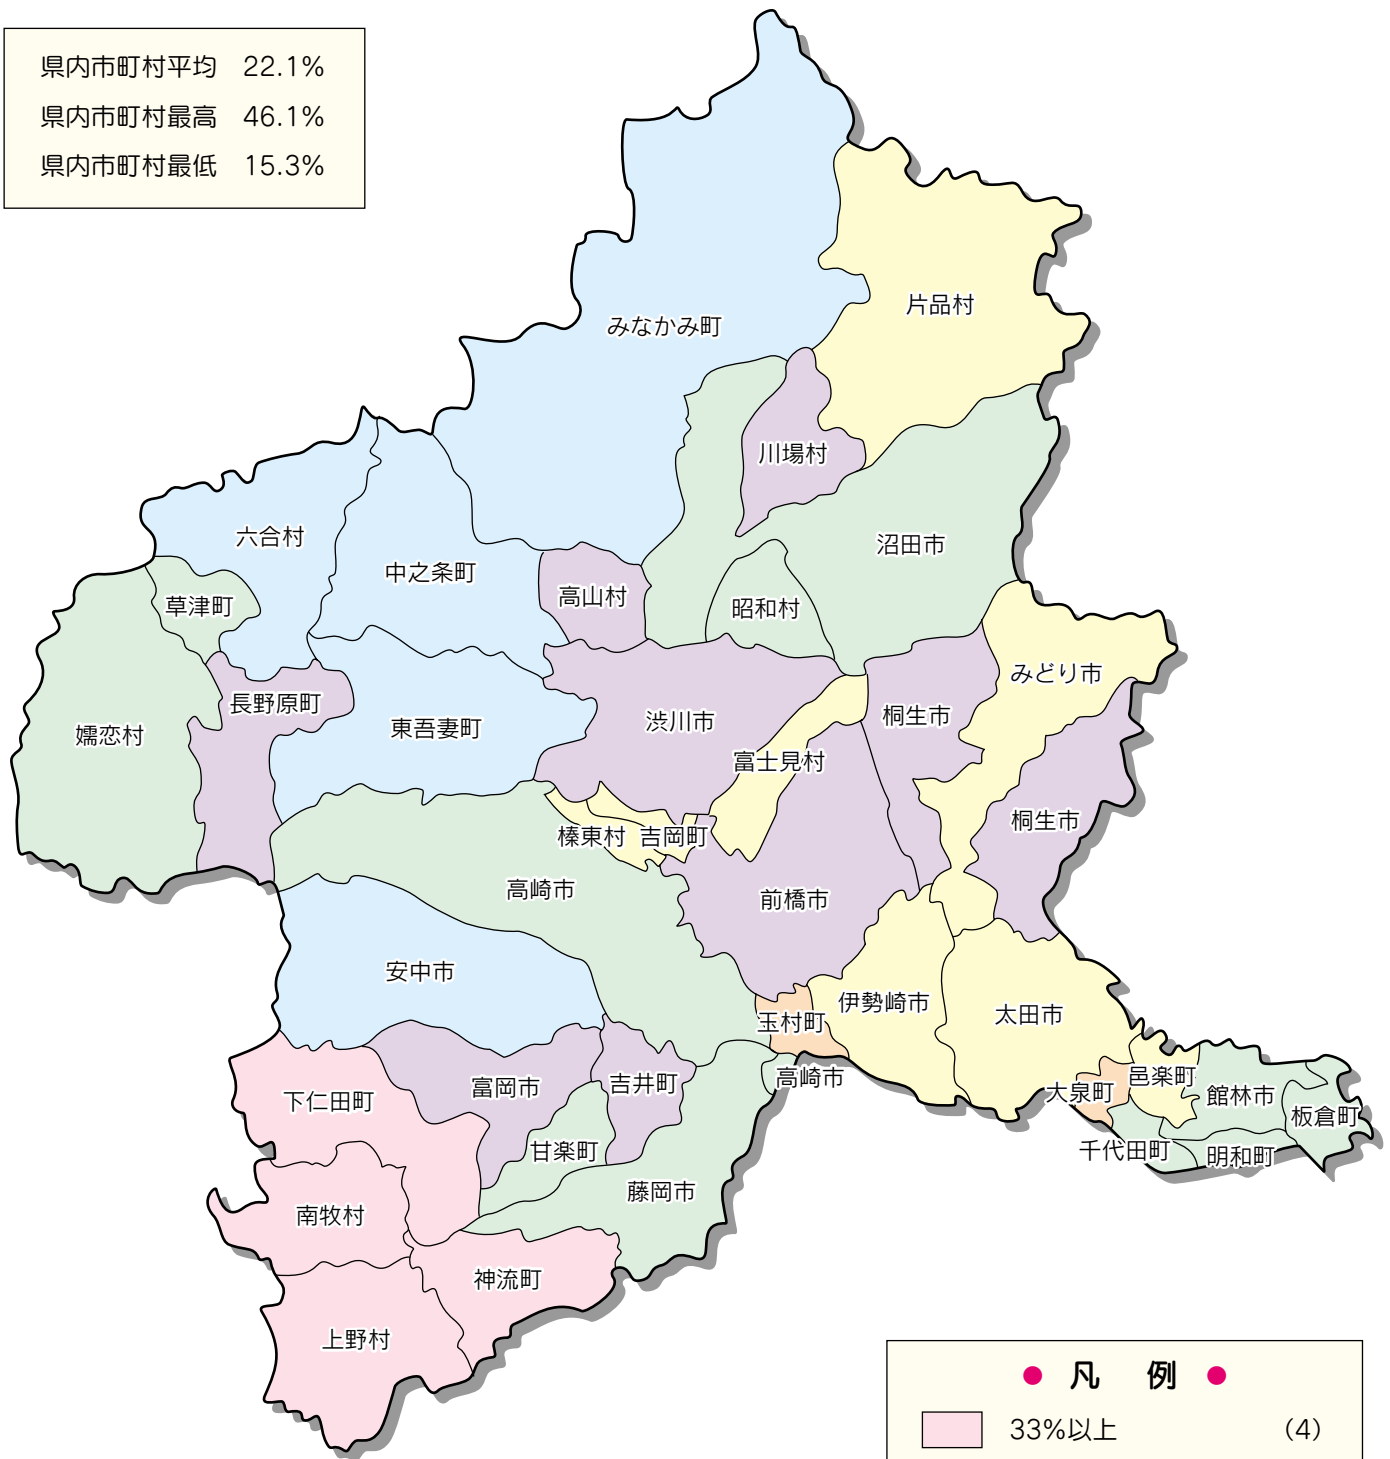 県内市町村平均 22.1%
県内市町村最高 46.1%
県内市町村最低 15.3%
みなかみ町
片品村
川場村
六合村
中之条町
沼田市
高山村
昭和村
草津町
みどり市
長野原町
嬬恋村
東吾妻町
渋川市
桐生市
富士見村
榛東村
吉岡町
桐生市
高崎市
前橋市
安中市
伊勢崎市
太田市
玉村町
高崎市
大泉町
邑楽町
館林市
板倉町
千代田町
明和町
下仁田町
富岡市
吉井町
甘楽町
藤岡市
南牧村
神流町
上野村
● 凡 例 ●
33%以上 (4)